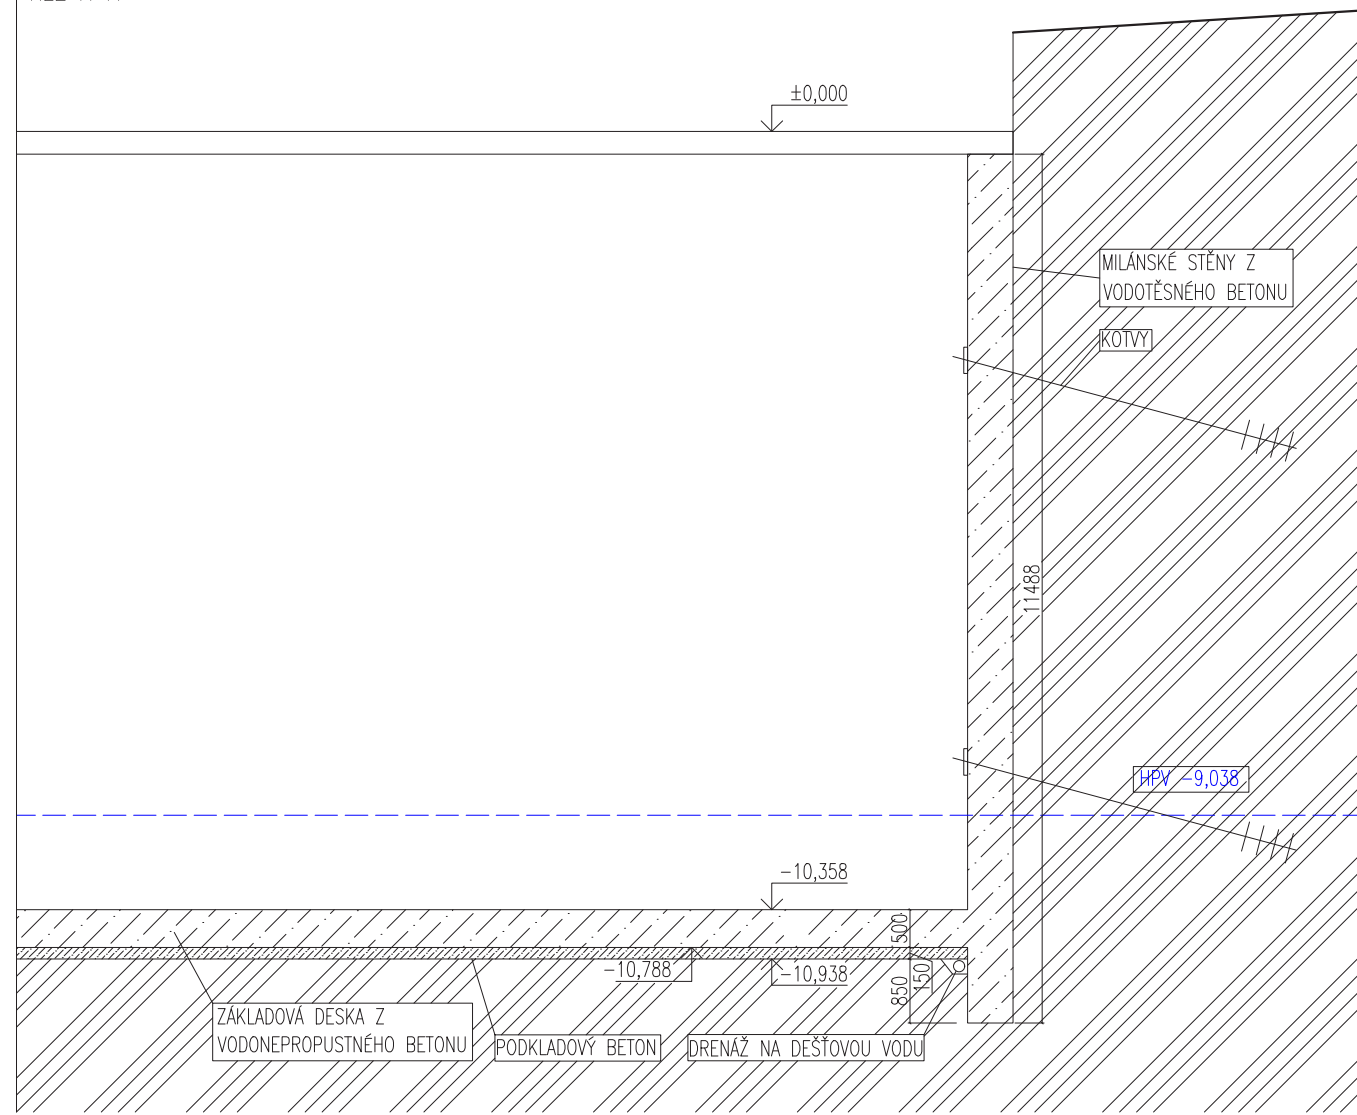 ±0,000
MILÁNSKÉ STĚNY Z
VODOTĚSNÉHO BETONU
KOTVY
11488
HPV -9,038
-10,358
500
-10,788
-10,938
150
850
ZÁKLADOVÁ DESKA Z
VODONEPROPUSTNÉHO BETONU
PODKLADOVÝ BETON
DRENÁŽ NA DEŠŤOVOU VODU